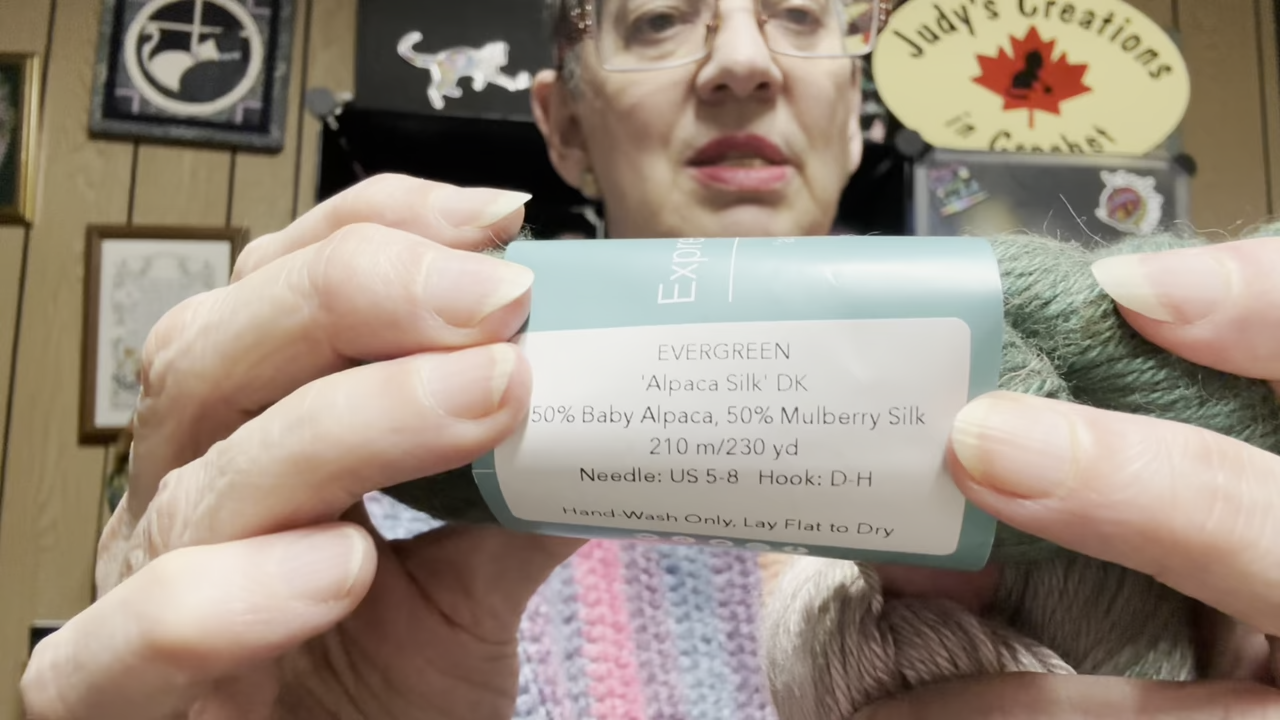 Judy's Creations
in Crochet
Expre
EVERGREEN
'Alpaca Silk' DK
50% Baby Alpaca, 50% Mulberry Silk
210 m/230 yd
Needle: US 5-8 Hook: D-H
Hand-Wash Only, Lay Flat to Dry